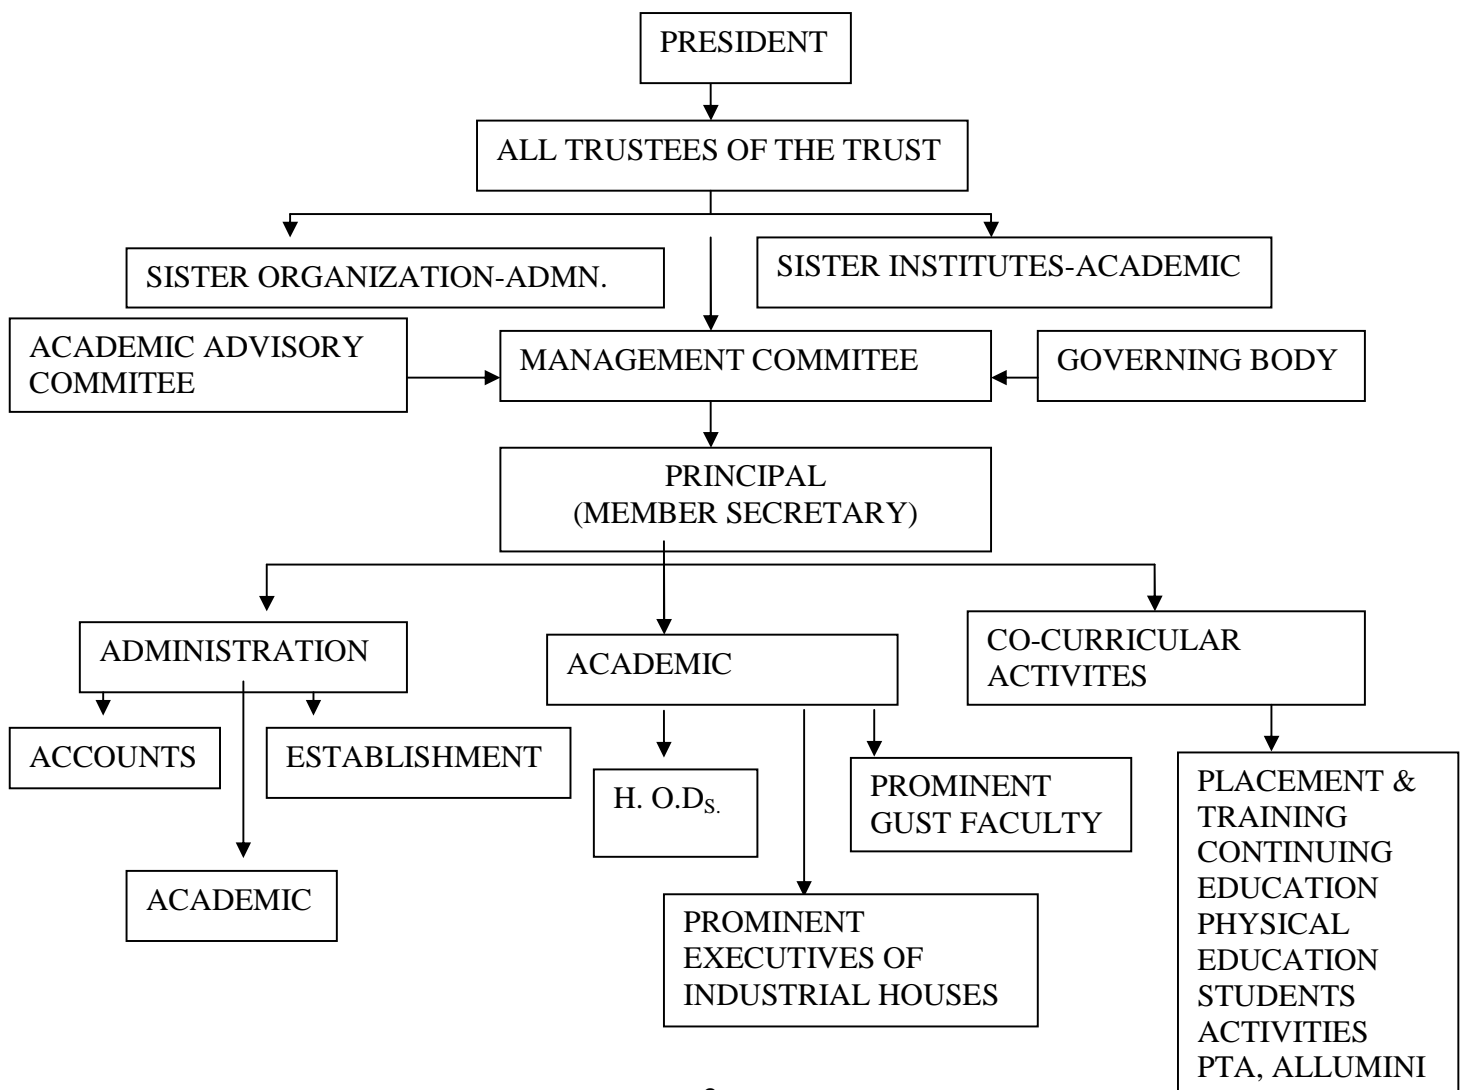 PRESIDENT
ALL TRUSTEES OF THE TRUST
SISTER ORGANIZATION-ADMN.
SISTER INSTITUTES-ACADEMIC
ACADEMIC ADVISORY
COMMITEE
MANAGEMENT COMMITEE
GOVERNING BODY
PRINCIPAL
(MEMBER SECRETARY)
ADMINISTRATION
ACADEMIC
CO-CURRICULAR
ACTIVITES
ACCOUNTS
ESTABLISHMENT
ACADEMIC
H. O.DS.
PROMINENT
GUST FACULTY
PROMINENT
EXECUTIVES OF
INDUSTRIAL HOUSES
PLACEMENT &
TRAINING
CONTINUING
EDUCATION
PHYSICAL
EDUCATION
STUDENTS
ACTIVITIES
PTA, ALLUMINI